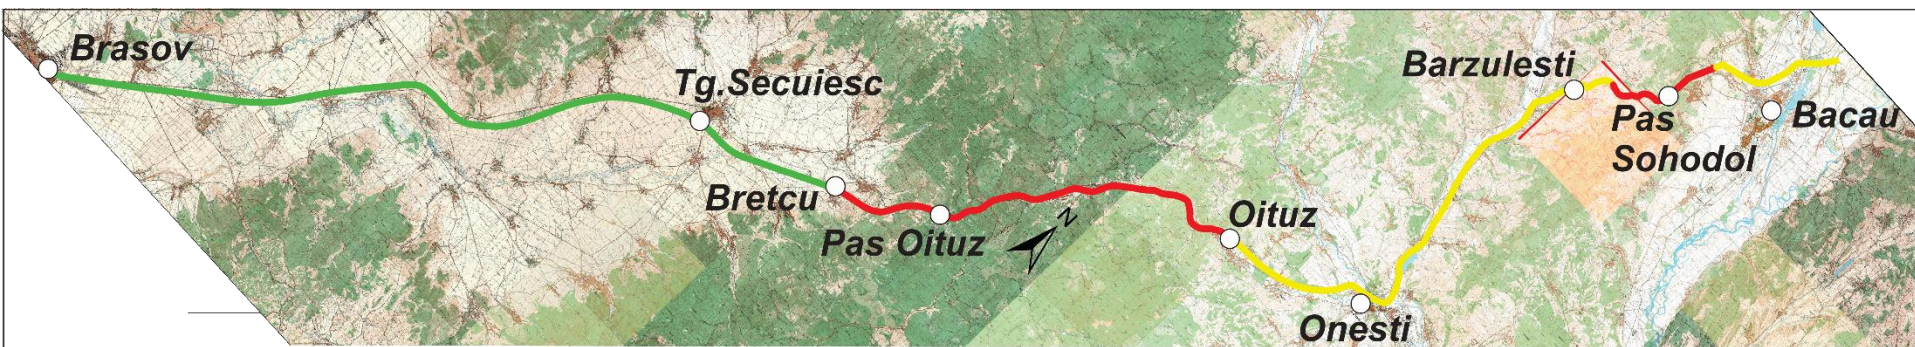 Brasov
Tg.Secuiesc
Bretcu
Pas Oituz
N
Oituz
Onesti
Barzulesti
Pas
Sohodol
Bacau